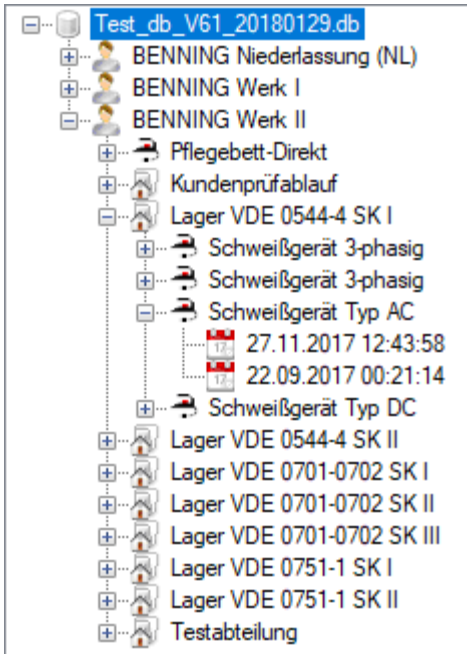 Test_db_V61_20180129.db
BENNING Niederlassung (NL)
BENNING Werk I
BENNING Werk II
Pflegebett-Direkt
Kundenprüfablauf
Lager VDE 0544-4 SK I
Schweißgerät 3-phasig
Schweißgerät 3-phasig
Schweißgerät Typ AC
27.11.2017 12:43:58
22.09.2017 00:21:14
Schweißgerät Typ DC
Lager VDE 0544-4 SK II
Lager VDE 0701-0702 SK I
Lager VDE 0701-0702 SK II
Lager VDE 0701-0702 SK III
Lager VDE 0751-1 SK I
Lager VDE 0751-1 SK II
Testabteilung